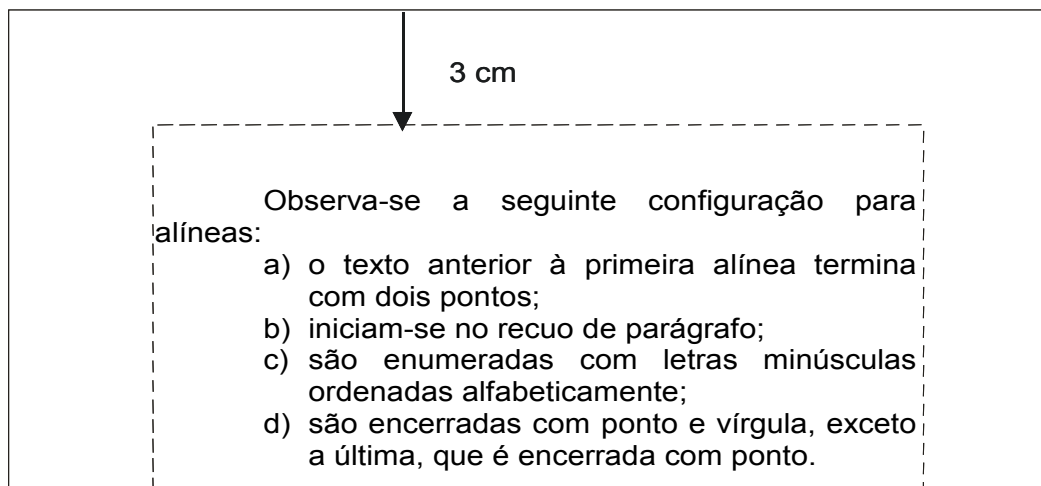 3 cm
Observa-se a seguinte configuração para
alíneas:
a) o texto anterior à primeira alínea termina
com dois pontos;
b) iniciam-se no recuo de parágrafo;
c) são enumeradas com letras minúsculas
ordenadas alfabeticamente;
d) são encerradas com ponto e vírgula, exceto
a última, que é encerrada com ponto.